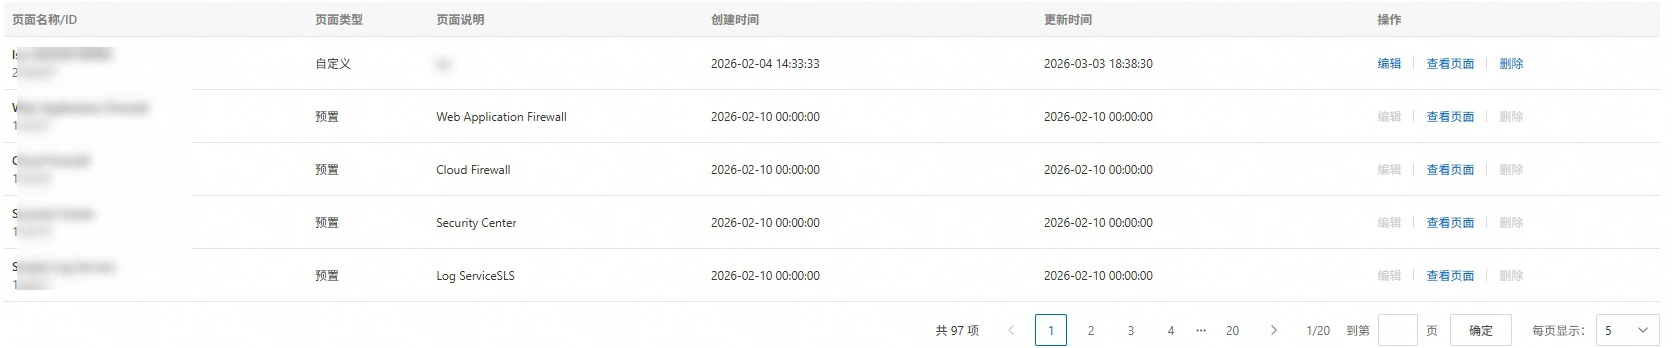 页面名称/ID 页面类型 页面说明 创建时间 更新时间 操作
自定义 2026-02-04 14:33:33 2026-03-03 18:38:30 编辑 查看页面 删除
预置 Web Application Firewall 2026-02-10 00:00:00 2026-02-10 00:00:00 编辑 查看页面 删除
预置 Cloud Firewall 2026-02-10 00:00:00 2026-02-10 00:00:00 编辑 查看页面 删除
预置 Security Center 2026-02-10 00:00:00 2026-02-10 00:00:00 编辑 查看页面 删除
预置 Log ServiceSLS 2026-02-10 00:00:00 2026-02-10 00:00:00 编辑 查看页面 删除
共 97 项 1 2 3 4 ··· 20 1/20 到第 页 确定 每页显示: 5